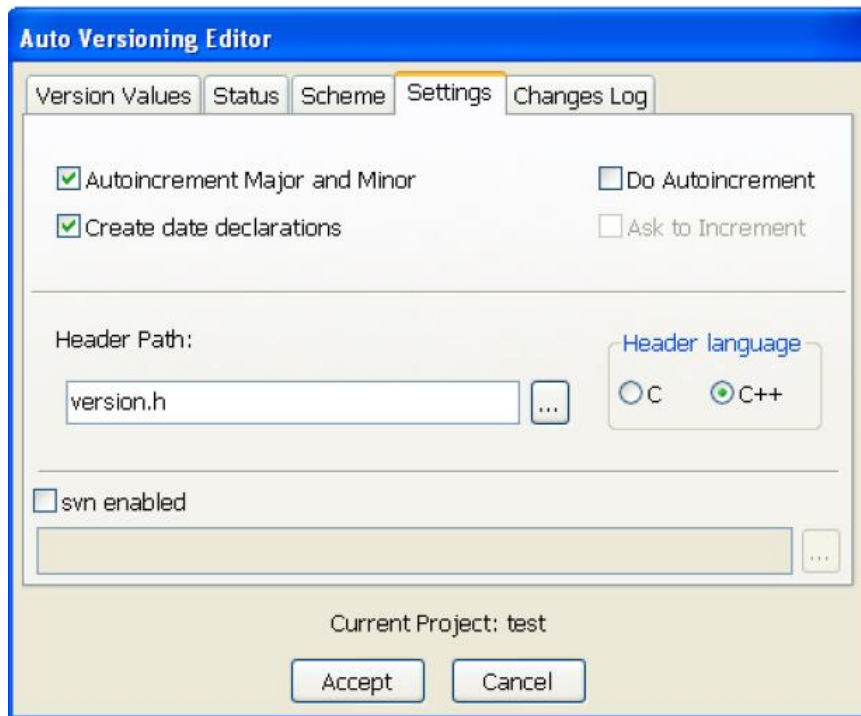 Auto Versioning Editor
Version Values Status Scheme Settings Changes Log
Autoincrement Major and Minor Do Autoincrement
Create date declarations Ask to Increment
Header Path: Header language
version.h ... C C++
svn enabled
...
Current Project: test
Accept Cancel